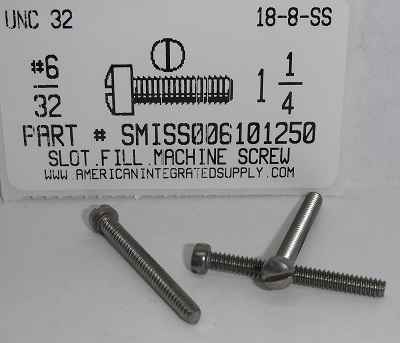 UNC 32 18-8-SS
#6
32
1 1
4
PART # SMISS006101250
SLOT.FILL.MACHINE SCREW
WWW.AMERICANINTEGRATEDSUPPLY.COM